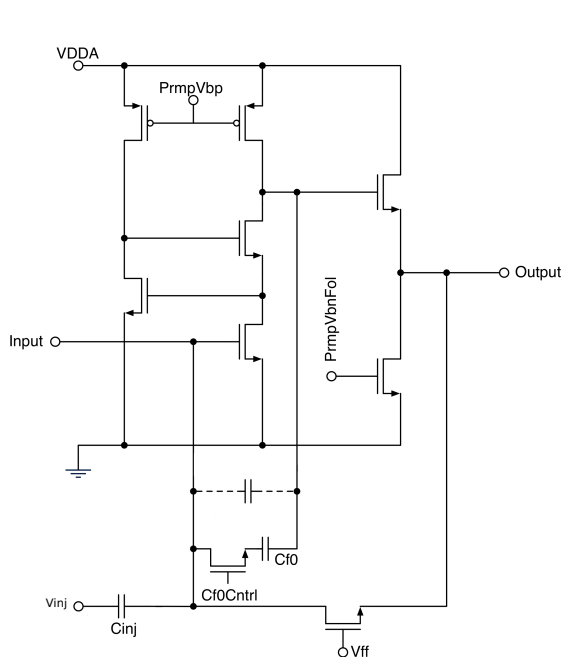 VDDA
PrmpVbp
PrmpVbnFol
Output
Input
Cf0
Cf0Cntrl
Vinj
Cinj
Vff